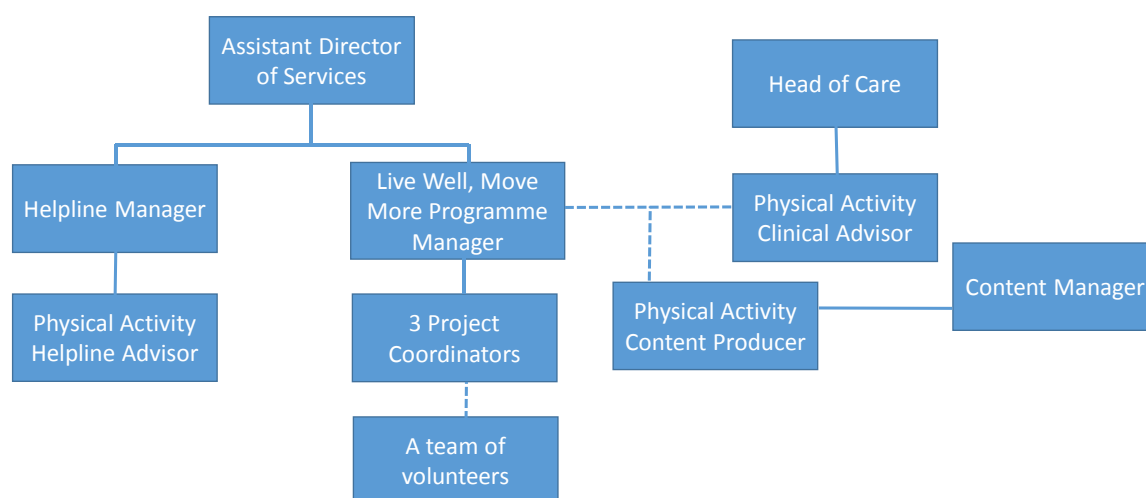 Assistant Director
of Services
Head of Care
Helpline Manager
Live Well, Move
More Programme
Manager
Physical Activity
Clinical Advisor
Content Manager
Physical Activity
Helpline Advisor
3 Project
Coordinators
Physical Activity
Content Producer
A team of
volunteers